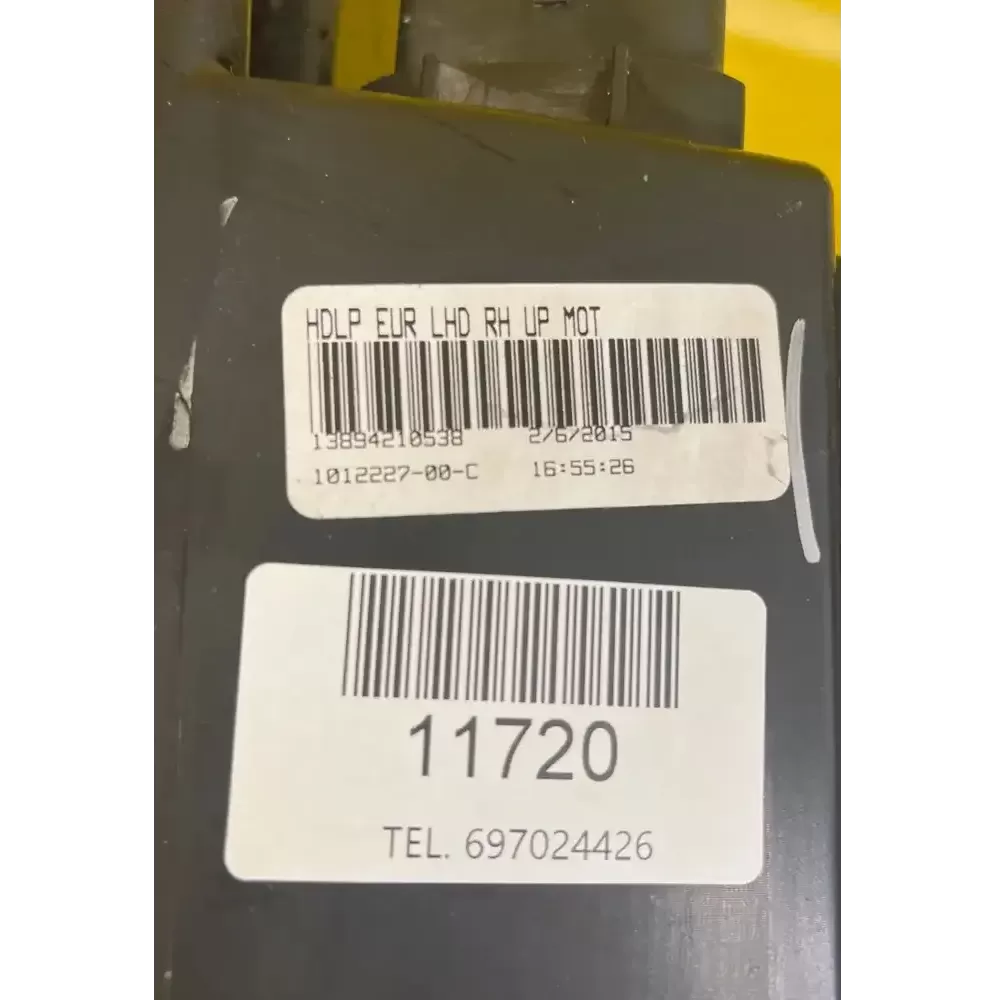 HDLP EUR LHD RH UP MOT
13894210538 2/6/2015
1012227-00-C 16:55:26
11720
TEL. 697024426